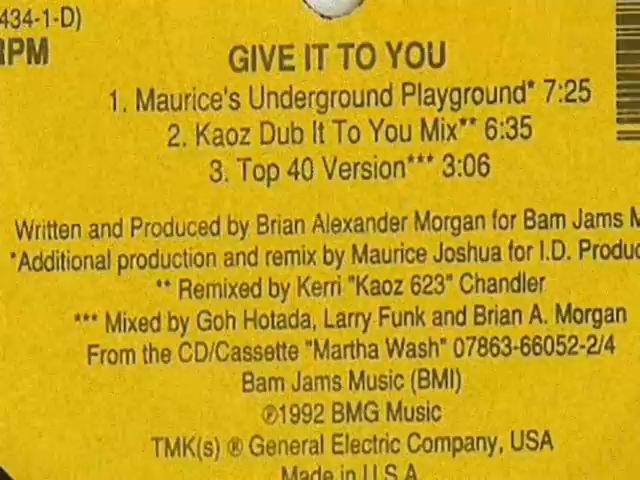 434-1-D)
RPM
GIVE IT TO YOU
1. Maurice's Underground Playground* 7:25
2. Kaoz Dub It To You Mix** 6:35
3. Top 40 Version*** 3:06
Written and Produced by Brian Alexander Morgan for Bam Jams M
*Additional production and remix by Maurice Joshua for I.D. Produc
** Remixed by Kerri "Kaoz 623" Chandler
*** Mixed by Goh Hotada, Larry Funk and Brian A. Morgan
From the CD/Cassette "Martha Wash" 07863-66052-2/4
Bam Jams Music (BMI)
℗1992 BMG Music
TMK(s) ® General Electric Company, USA
Made in U.S.A